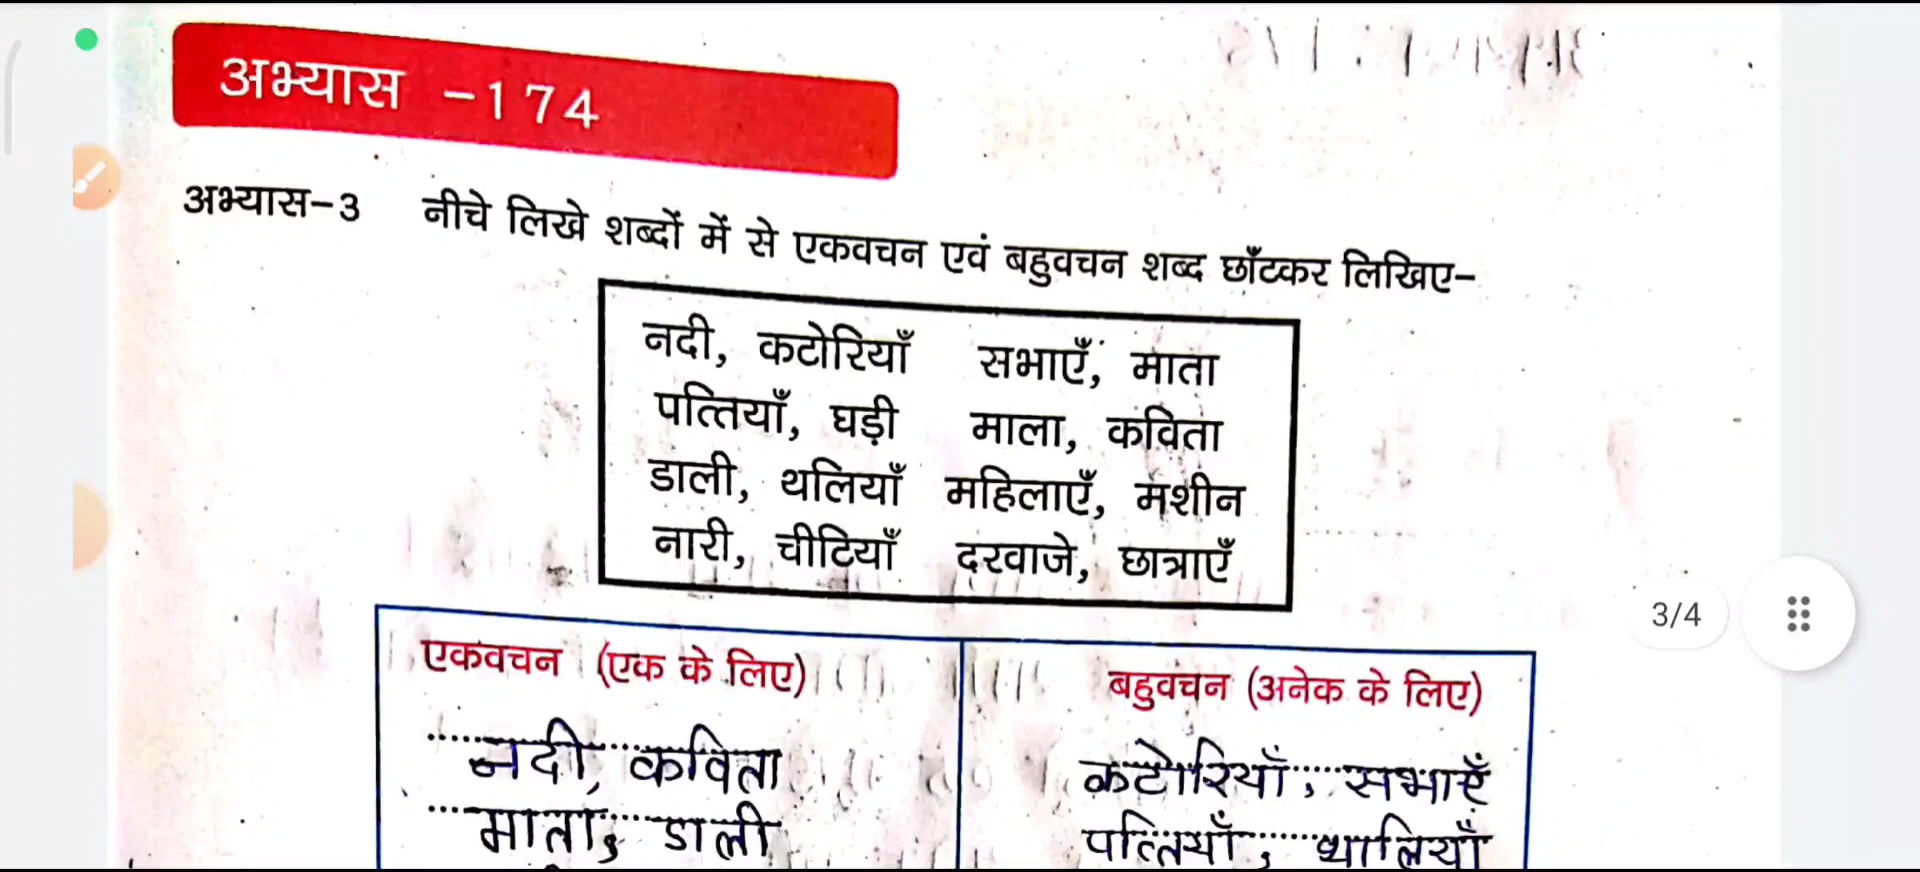 अभ्यास -174
अभ्यास-3 नीचे लिखे शब्दों में से एकवचन एवं बहुवचन शब्द छाँटकर लिखिए-
नदी, कटोरियाँ सभाएँ, माता
पत्तियाँ, घड़ी माला, कविता
डाली, थलियाँ महिलाएँ, मशीन
नारी, चीटियाँ दरवाजे, छात्राएँ
3/4
एकवचन (एक के लिए) बहुवचन (अनेक के लिए)
नदी, कविता कटोरियाँ, सभाएँ
माता, डाली पत्तियाँ, थालियाँ